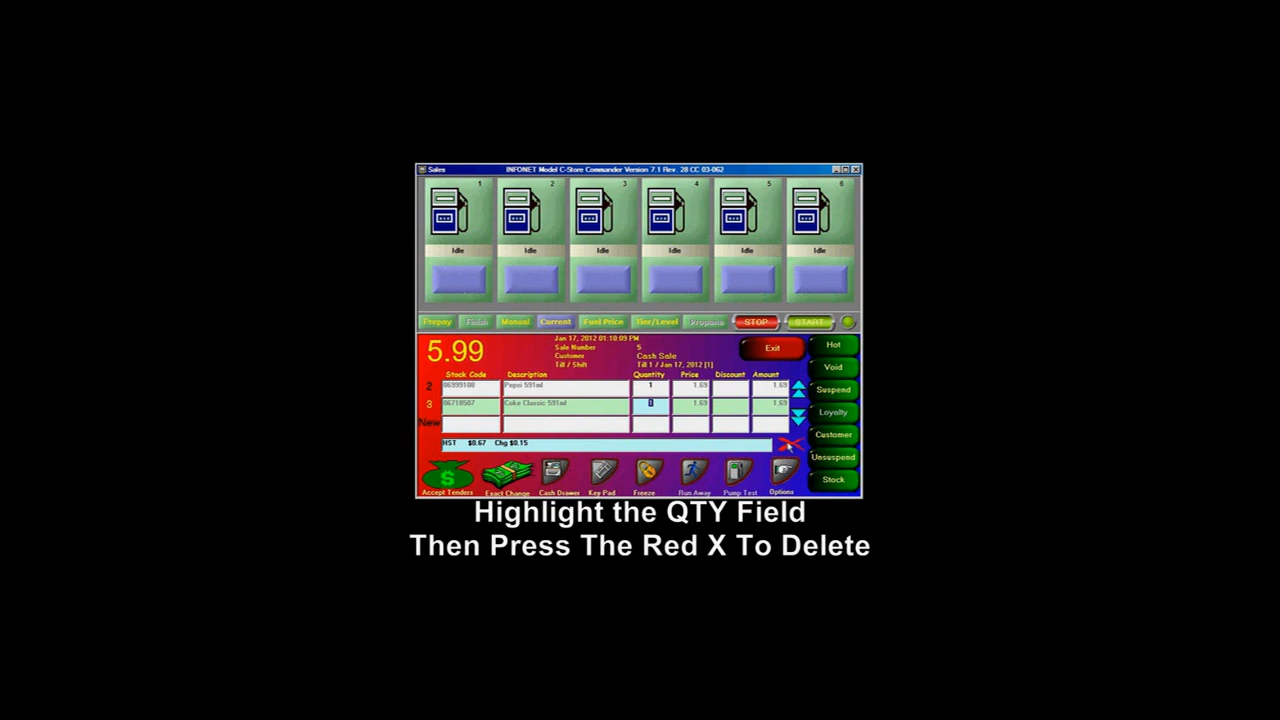 Sales INFONET Model C-Store Commander Version 7.1 Rev. 28 CC 03-062
1 2 3 4 5 6
Idle Idle Idle Idle Idle Idle
Prepay Finish Manual Current Fuel Price Tier/Level Propane STOP START
5.99
Jan 17, 2012 01:10:09 PM
Sale Number 5
Customer Cash Sale
Till / Shift Till 1 / Jan 17, 2012 [1]
Exit
Stock Code Description Quantity Price Discount Amount
2 06999108 Pepsi 591ml 1 1.69 1.69
3 06710507 Coke Classic 591ml 1 1.69 1.69
New
HST $0.67 Chg $0.15
Accept Tenders Exact Change Cash Drawer Key Pad Freeze Run Away Pump Test Options
Hot
Void
Suspend
Loyalty
Customer
Unsuspend
Stock
Highlight the QTY Field
Then Press The Red X To Delete